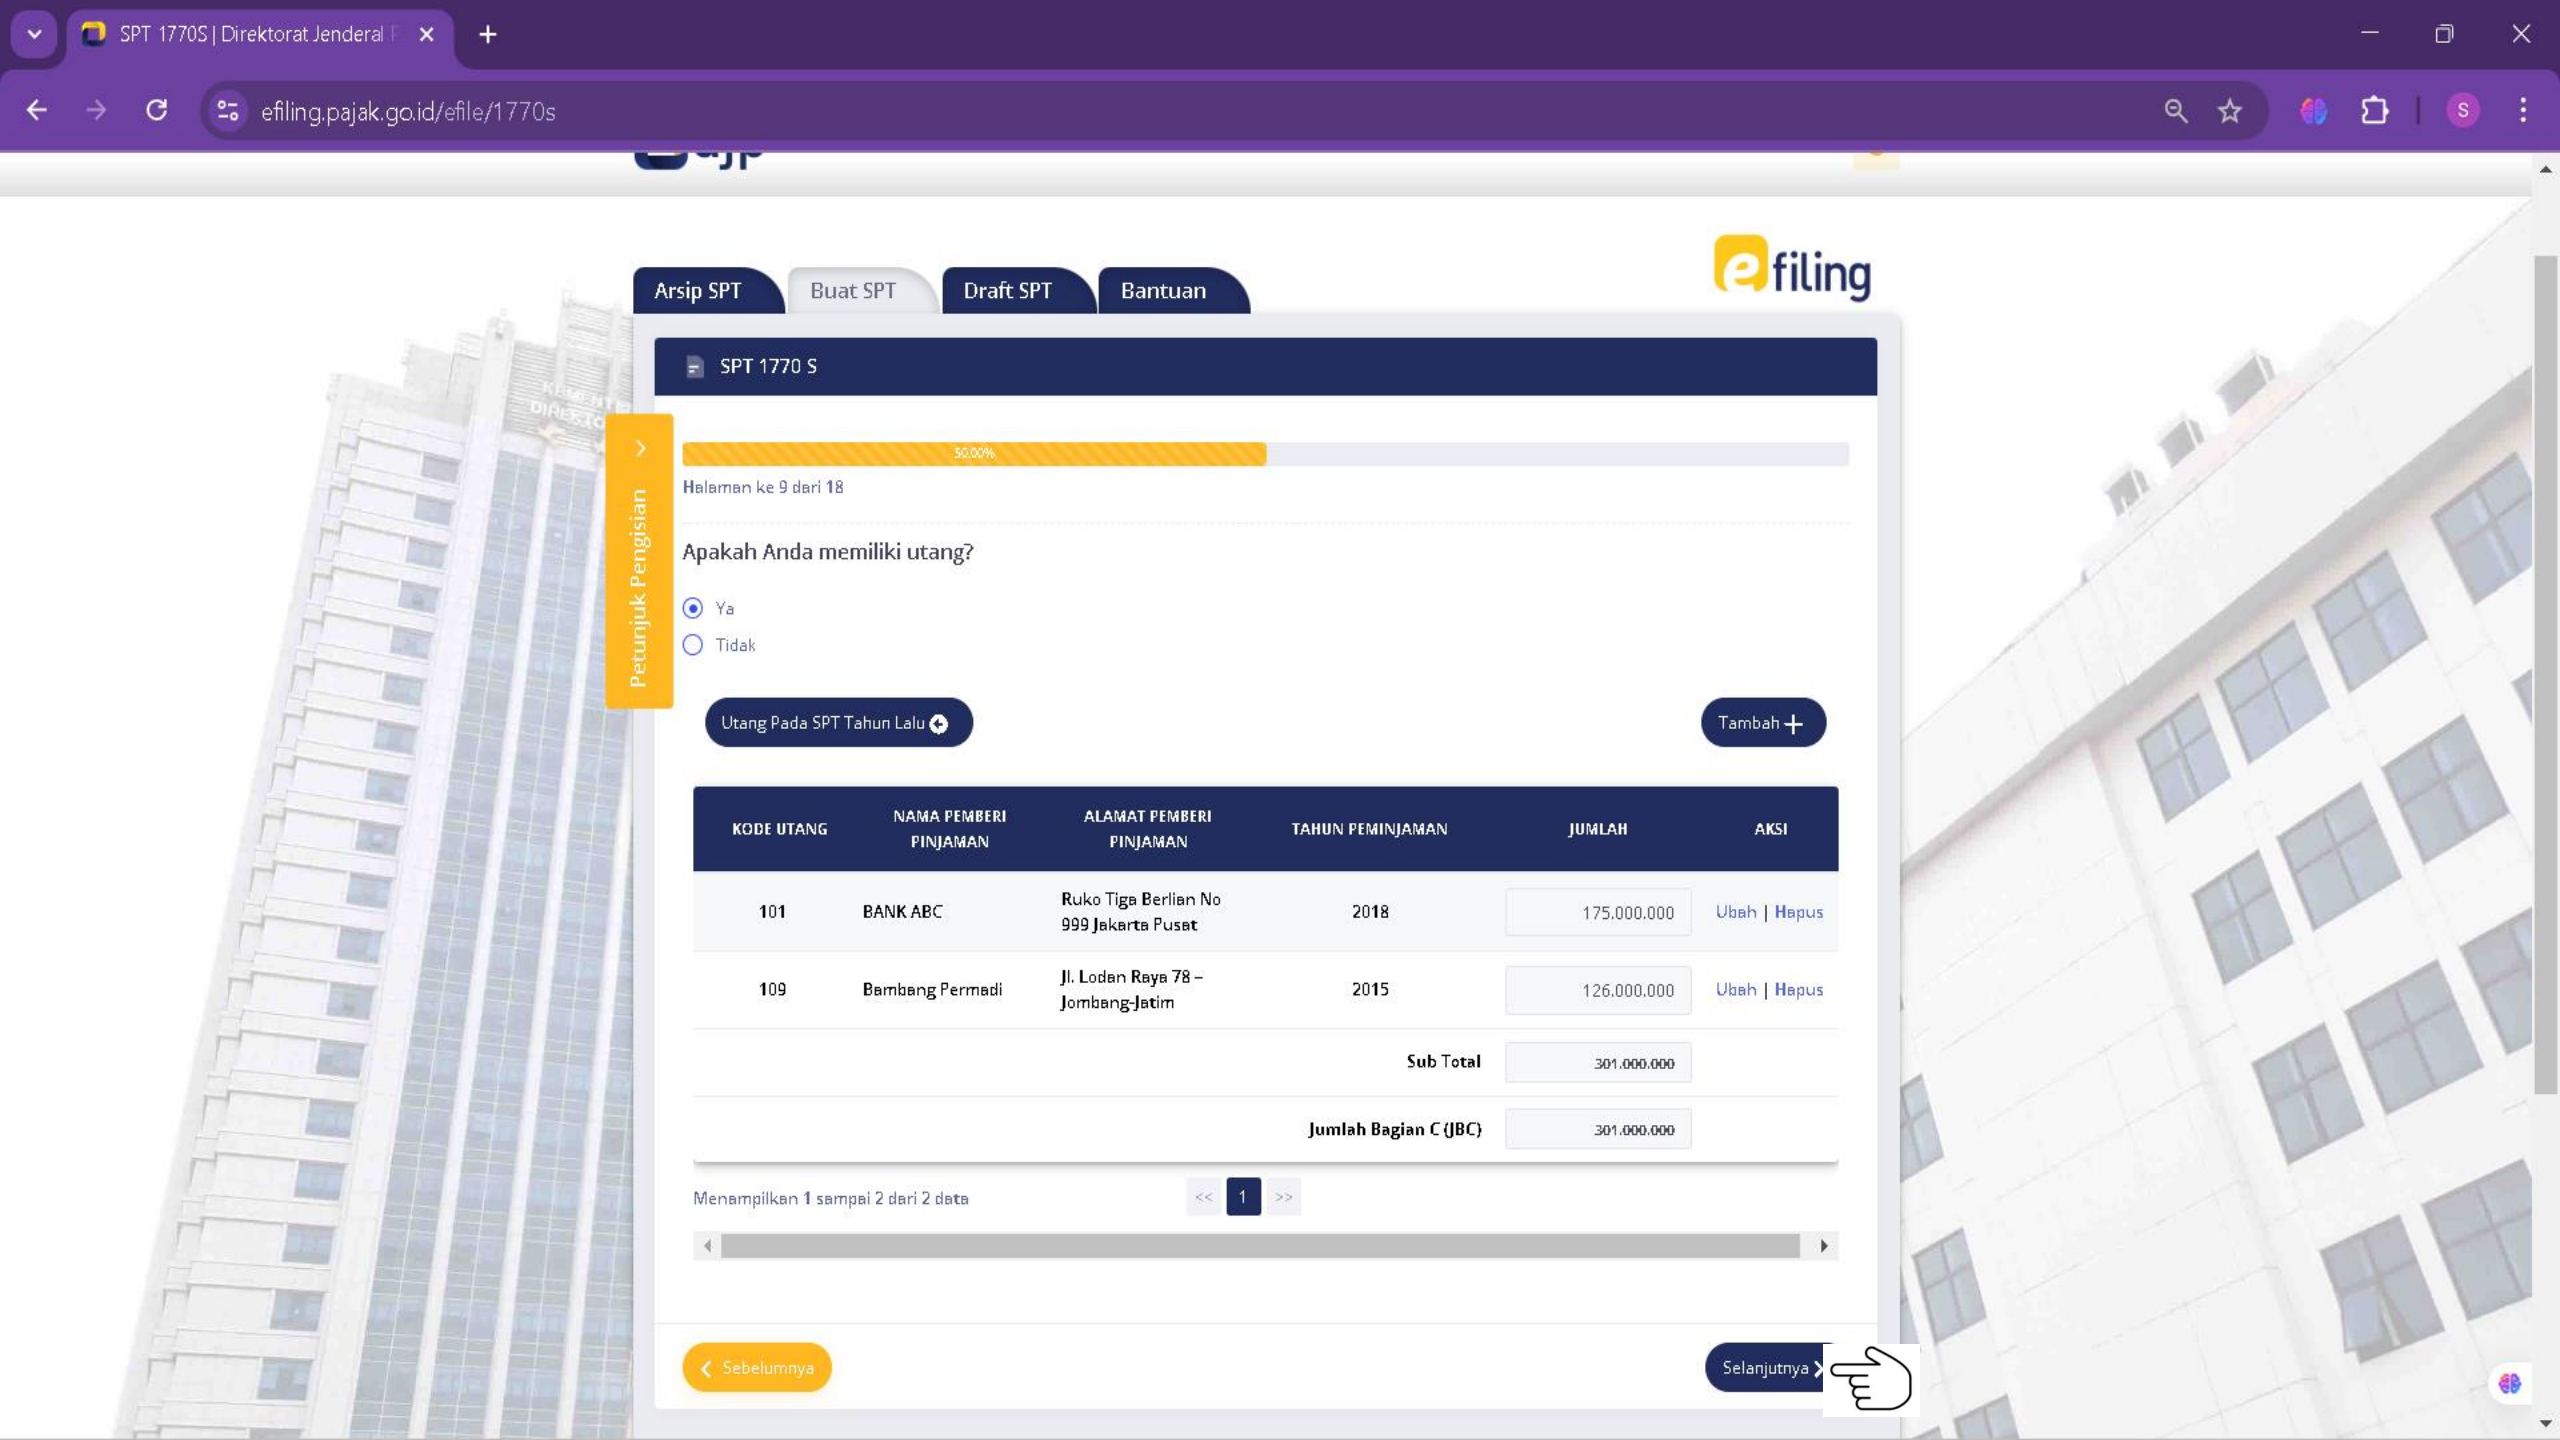 SPT 1770S | Direktorat Jenderal P
efiling.pajak.go.id/efile/1770s
S
djp
efiling
Arsip SPT
Buat SPT
Draft SPT
Bantuan
SPT 1770 S
Petunjuk Pengisian
50.00%
Halaman ke 9 dari 18
Apakah Anda memiliki utang?
Ya
Tidak
Utang Pada SPT Tahun Lalu
Tambah
KODE UTANG
NAMA PEMBERI
PINJAMAN
ALAMAT PEMBERI
PINJAMAN
TAHUN PEMINJAMAN
JUMLAH
AKSI
101
BANK ABC
Ruko Tiga Berlian No
999 Jakarta Pusat
2018
175.000.000
Ubah | Hapus
109
Bambang Permadi
Jl. Lodan Raya 78 –
Jombang-Jatim
2015
126.000.000
Ubah | Hapus
Sub Total
301.000.000
Jumlah Bagian C (JBC)
301.000.000
Menampilkan 1 sampai 2 dari 2 data
<< 1 >>
Sebelumnya
Selanjutnya